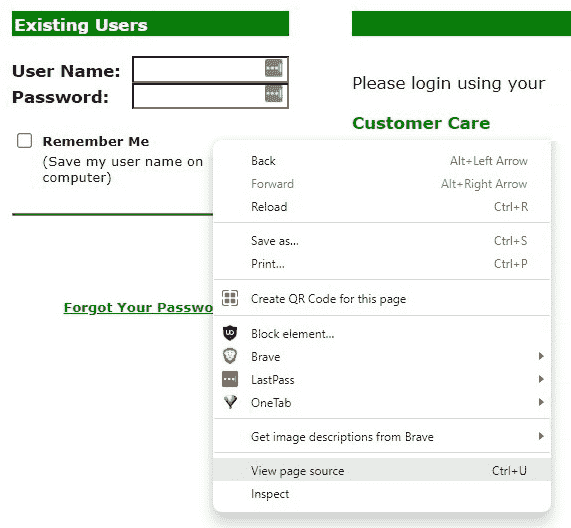 Existing Users
User Name:
Password:
Remember Me
(Save my user name on
computer)
Forgot Your Passwo
Please login using your
Customer Care
Back Alt+Left Arrow
Forward Alt+Right Arrow
Reload Ctrl+R
Save as... Ctrl+S
Print... Ctrl+P
Create QR Code for this page
Block element...
Brave
LastPass
OneTab
Get image descriptions from Brave
View page source Ctrl+U
Inspect